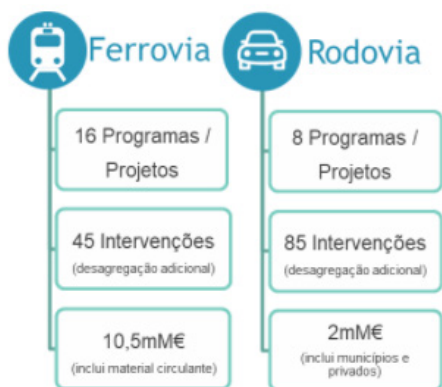 Ferrovia
16 Programas /
Projetos
45 Intervenções
(desagregação adicional)
10,5mM€
(inclui material circulante)
Rodovia
8 Programas /
Projetos
85 Intervenções
(desagregação adicional)
2mM€
(inclui municípios e
privados)